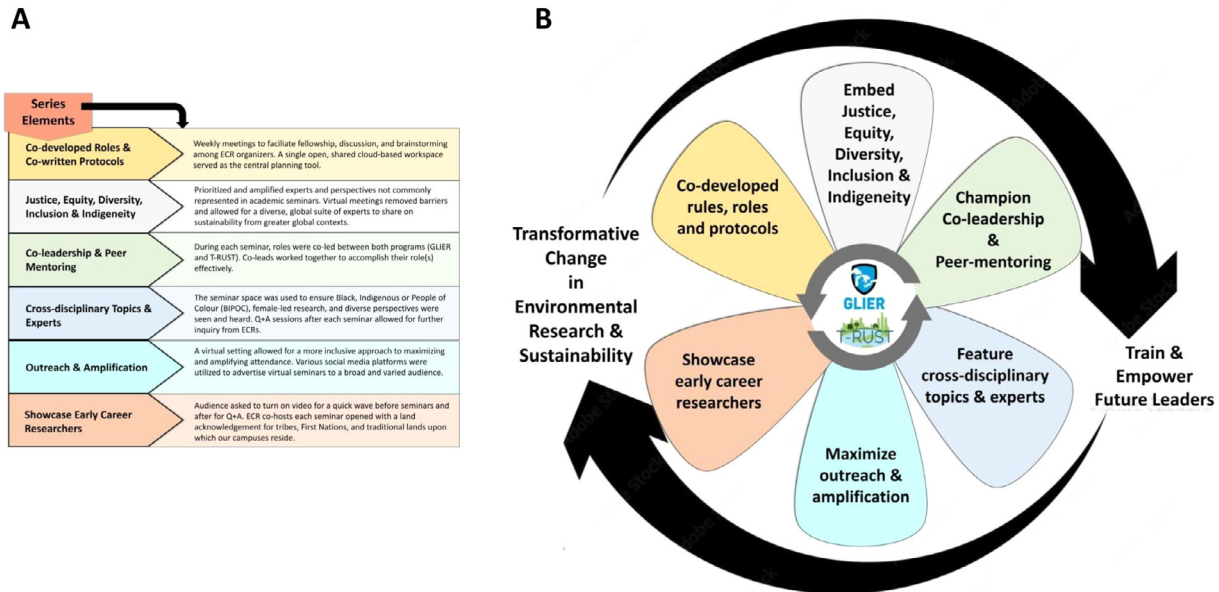 A
Series
Elements
Co-developed Roles &
Co-written Protocols
Weekly meetings to faciliate fellowship, discussion, and brainstorming
among ECR organizers. A single open, shared cloud-based workspace
served as the central planning tool.
Justice, Equity, Diversity,
Inclusion & Indigeneity
Prioritized and amplified experts and perspectives not commonly
represented in academic seminars. Virtual meetings removed barriers
and allowed for a diverse, global suite of experts to share on
sustainability from greater global contexts.
Co-leadership & Peer
Mentoring
During each seminar, roles were co-led between both programs (GLIER
and T-RUST). Co-leads worked together to accomplish their role(s)
effectively.
Cross-disciplinary Topics &
Experts
The seminar space was used to ensure Black, Indigenous or People of
Colour (BIPOC), female-led research, and diverse perspectives were
seen and heard. Q+A sessions after each seminar allowed for further
inquiry from ECRs.
Outreach & Amplification
A virtual setting allowed for a more inclusive approach to maximizing
and amplifying attendance. Various social media platforms were
utilized to advertise virtual seminars to a broad and varied audience.
Showcase Early Career
Researchers
Audience asked to turn on video for a quick wave before seminars and
after for Q+A. ECR co-hosts each seminar opened with a land
acknowledgement for tribes, First Nations, and traditional lands upon
which our campuses reside.
B
Embed
Justice,
Equity,
Diversity,
Inclusion &
Indigeneity
Co-developed
rules, roles
and protocols
Champion
Co-leadership
&
Peer-mentoring
Transformative
Change
in
Environmental
Research &
Sustainability
GLIER
T-RUST
Showcase
early career
researchers
Feature
cross-disciplinary
topics & experts
Train &
Empower
Future Leaders
Maximize
outreach &
amplification